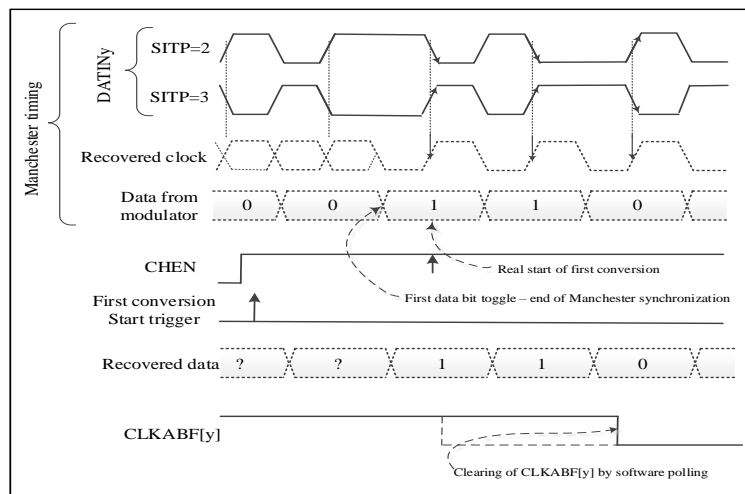 Manchester timing
DATINy
SITP=2
SITP=3
Recovered clock
Data from
modulator
0 0 1 1 0
Real start of first conversion
CHEN
First data bit toggle – end of Manchester synchronization
First conversion
Start trigger
Recovered data
? ? 1 1 0
CLKABF[y]
Clearing of CLKABF[y] by software polling